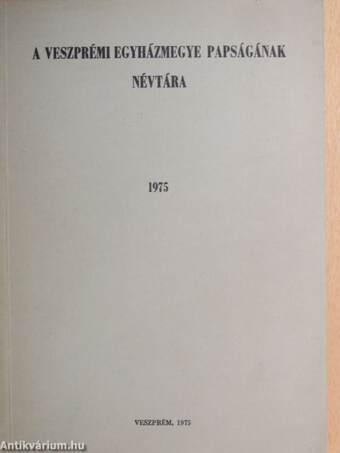 A VESZPRÉMI EGYHÁZMEGYE PAPSÁGÁNAK
NÉVTÁRA
1975
VESZPRÉM, 1975
Antikvárium.hu